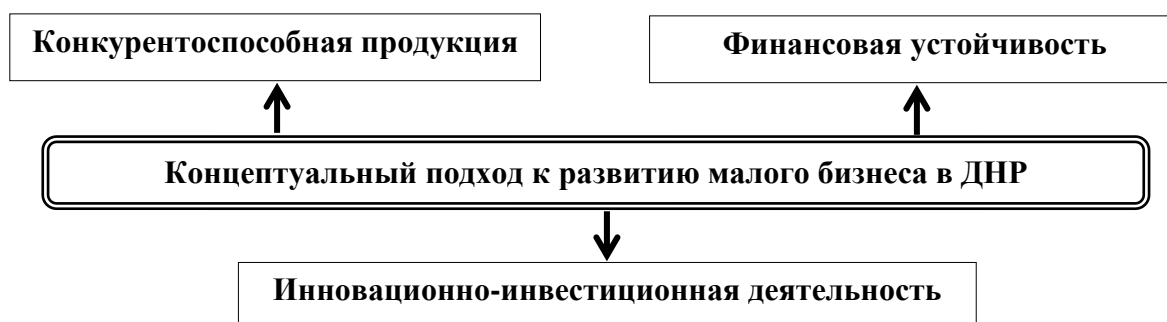 Конкурентоспособная продукция
Финансовая устойчивость
Концептуальный подход к развитию малого бизнеса в ДНР
Инновационно-инвестиционная деятельность